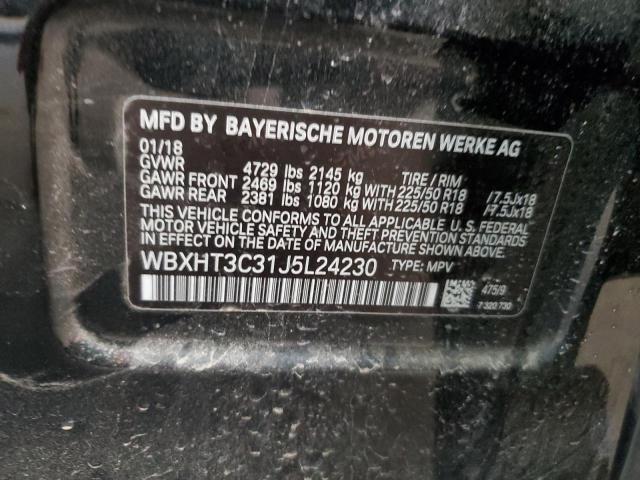 MFD BY BAYERISCHE MOTOREN WERKE AG
01/18
GVWR 4729 lbs 2145 kg TIRE / RIM
GAWR FRONT 2469 lbs 1120 kg WITH 225/50 R18 /7.5Jx18
GAWR REAR 2381 lbs 1080 kg WITH 225/50 R18 /7.5Jx18
THIS VEHICLE CONFORMS TO ALL APPLICABLE U. S. FEDERAL
MOTOR VEHICLE SAFETY, BUMPER, AND
THEFT PREVENTION STANDARDS IN EFFECT ON THE
DATE OF MANUFACTURE SHOWN ABOVE.
WBXHT3C31J5L24230 TYPE: MPV
475/9
7 320 730